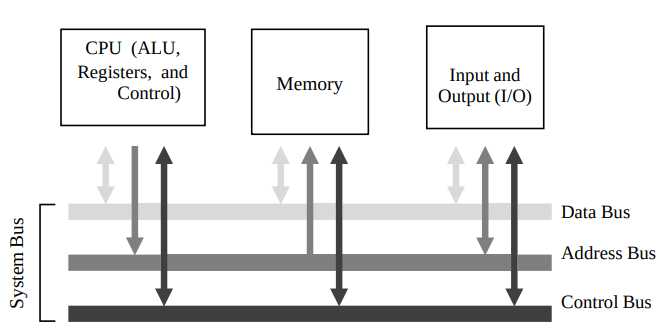 CPU (ALU,
Registers, and
Control)
Memory
Input and
Output (I/O)
System Bus
Data Bus
Address Bus
Control Bus